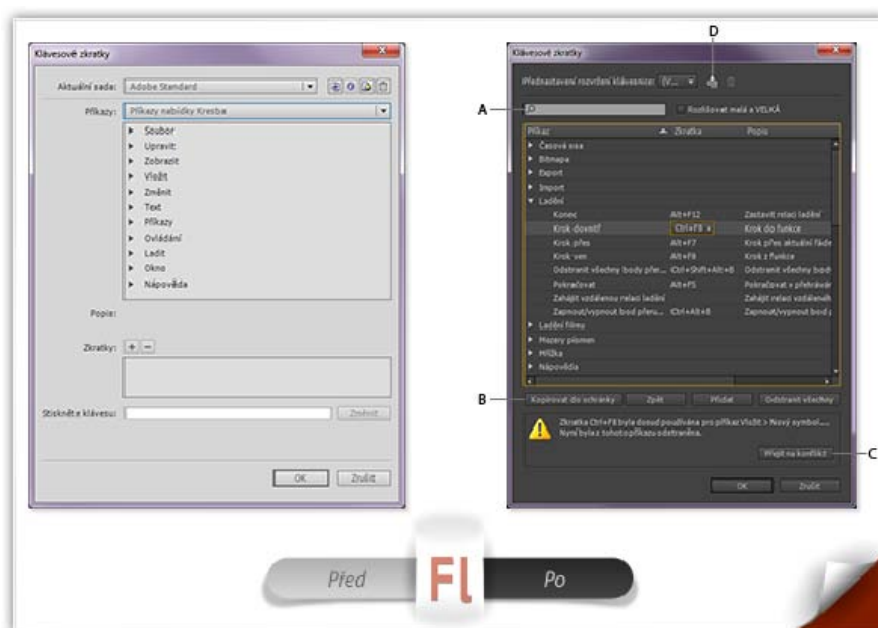 Klávesové zkratky
Aktuální sada: Adobe Standard
Příkazy: Příkazy nabídky Kresba
Soubor
Upravit
Zobrazit
Vložit
Změnit
Text
Příkazy
Ovládání
Ladit
Okno
Nápověda
Popis:
Zkratky:
Stiskněte klávesu:
Změnit
OK Zrušit
D
Klávesové zkratky
Přednastavení rozvržení klávesnice: (V...
A
Rozlišovat malá a VELKÁ
Příkaz Zkratka Popis
Časová osa
Bitmapa
Export
Import
Ladění
Konec Alt+F12 Zastavit relaci ladění
Krok-dovnitř Ctrl+F8 x Krok do funkce
Krok-přes Alt+F7 Krok přes aktuální řáde
Krok-ven Alt+F8 Krok z funkce
Odstranit všechny body přer... Ctrl+Shift+Alt+B Odstranit všechny bod
Pokračovat Alt+F5 Pokračovat v přehráván
Zahájit vzdálenou relaci ladění Zahájit relaci vzdáleného
Zapnout/vypnout bod přeru... Ctrl+Alt+B Zapnout/vypnout bod p
Ladění filmu
Mezery písmen
Mřížka
Nápověda
B
Kopírovat do schránky Zpět Přidat Odstranit všechny
Zkratka Ctrl+F8 byla dosud používána pro příkaz Vložit > Nový symbol....
Nyní byla z tohoto příkazu odstraněna.
Přejít na konflikt
C
OK Zrušit
Před Fl Po